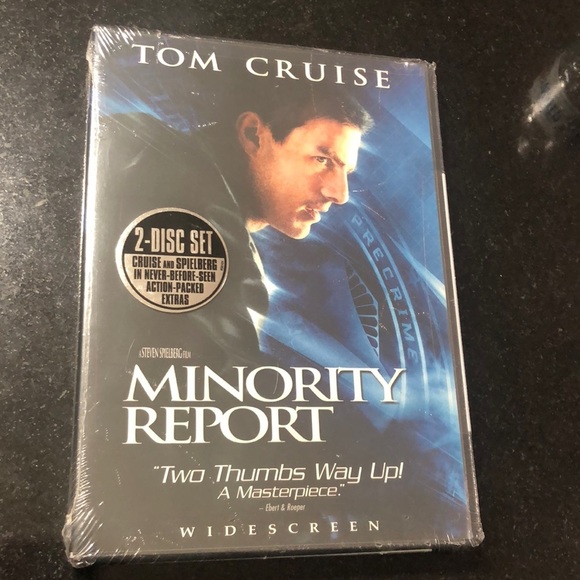 TOM CRUISE
2-DISC SET
CRUISE AND SPIELBERG
IN NEVER-BEFORE-SEEN
ACTION-PACKED
EXTRAS
PRECRIME
A STEVEN SPIELBERG FILM
MINORITY
REPORT
"Two Thumbs Way Up!
A Masterpiece."
– Ebert & Roeper
WIDESCREEN